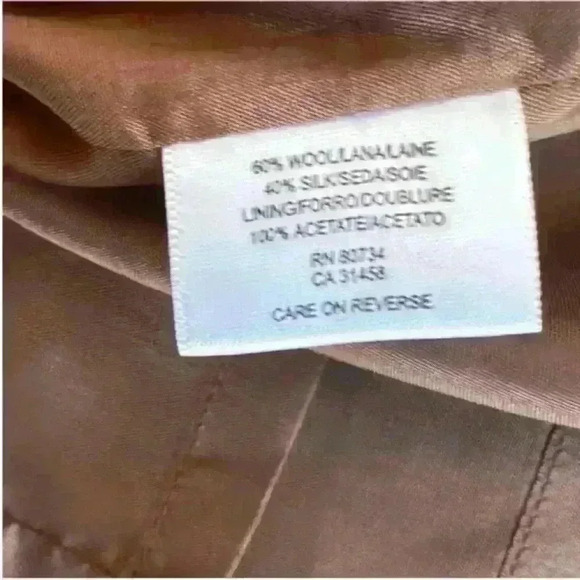 60% WOOL/LANA/LAINE
40% SILK/SEDA/SOIE
LINING/FORRO/DOUBLURE
100% ACETATE/ACETATO
RN 80734
CA 31458
CARE ON REVERSE